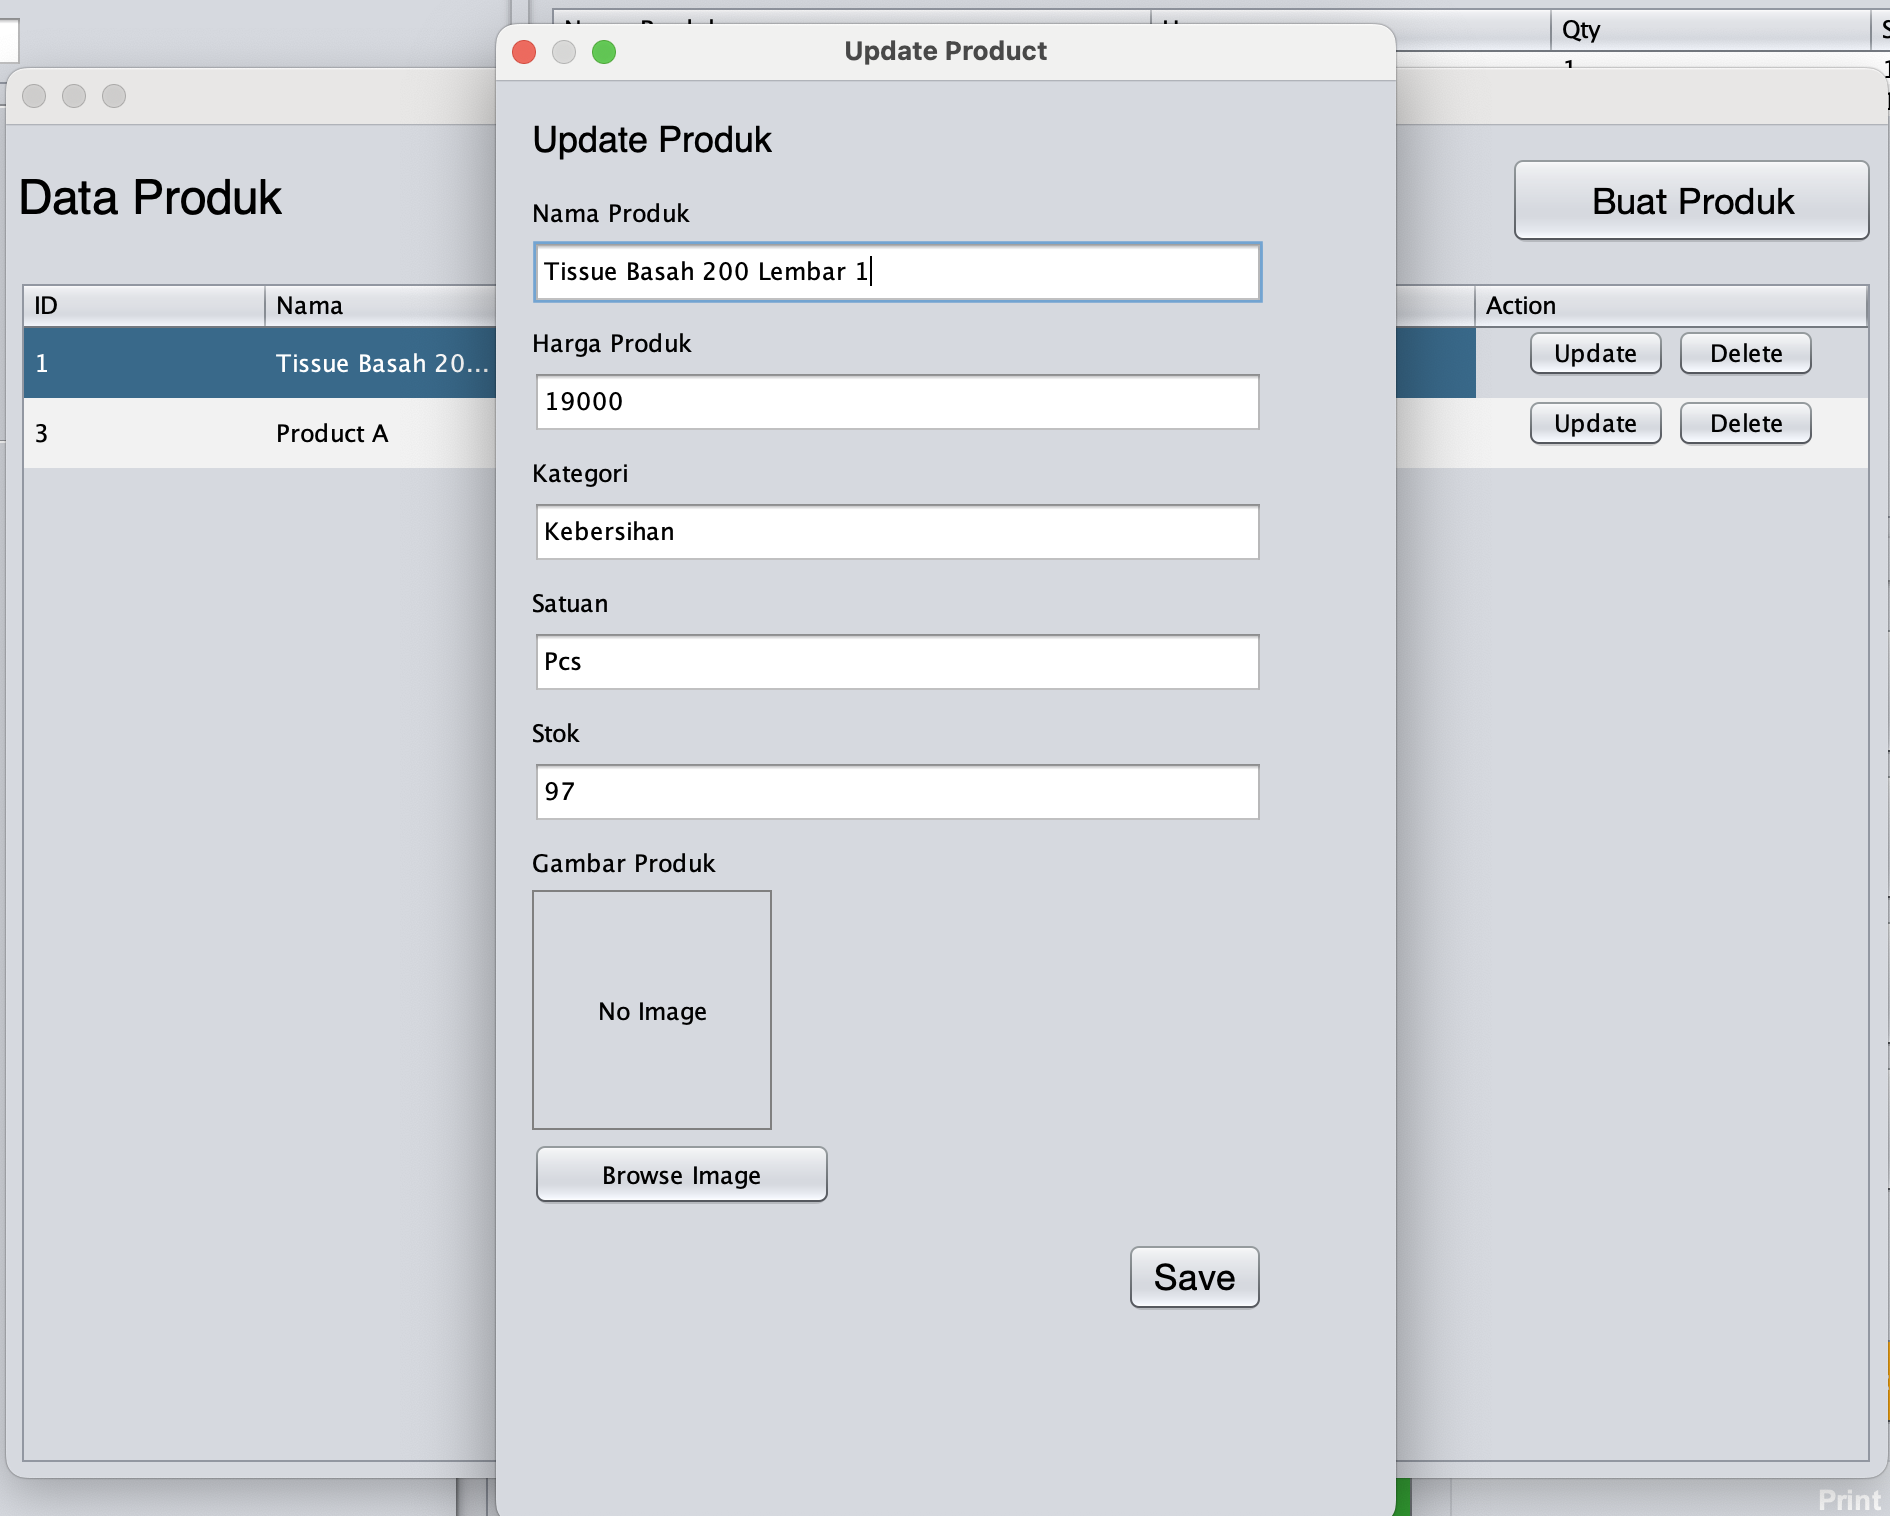 Qty
1
Update Product
Data Produk
Buat Produk
ID
Nama
Action
1
Tissue Basah 20...
Update
Delete
3
Product A
Update
Delete
Update Produk
Nama Produk
Tissue Basah 200 Lembar 1
Harga Produk
19000
Kategori
Kebersihan
Satuan
Pcs
Stok
97
Gambar Produk
No Image
Browse Image
Save
Print